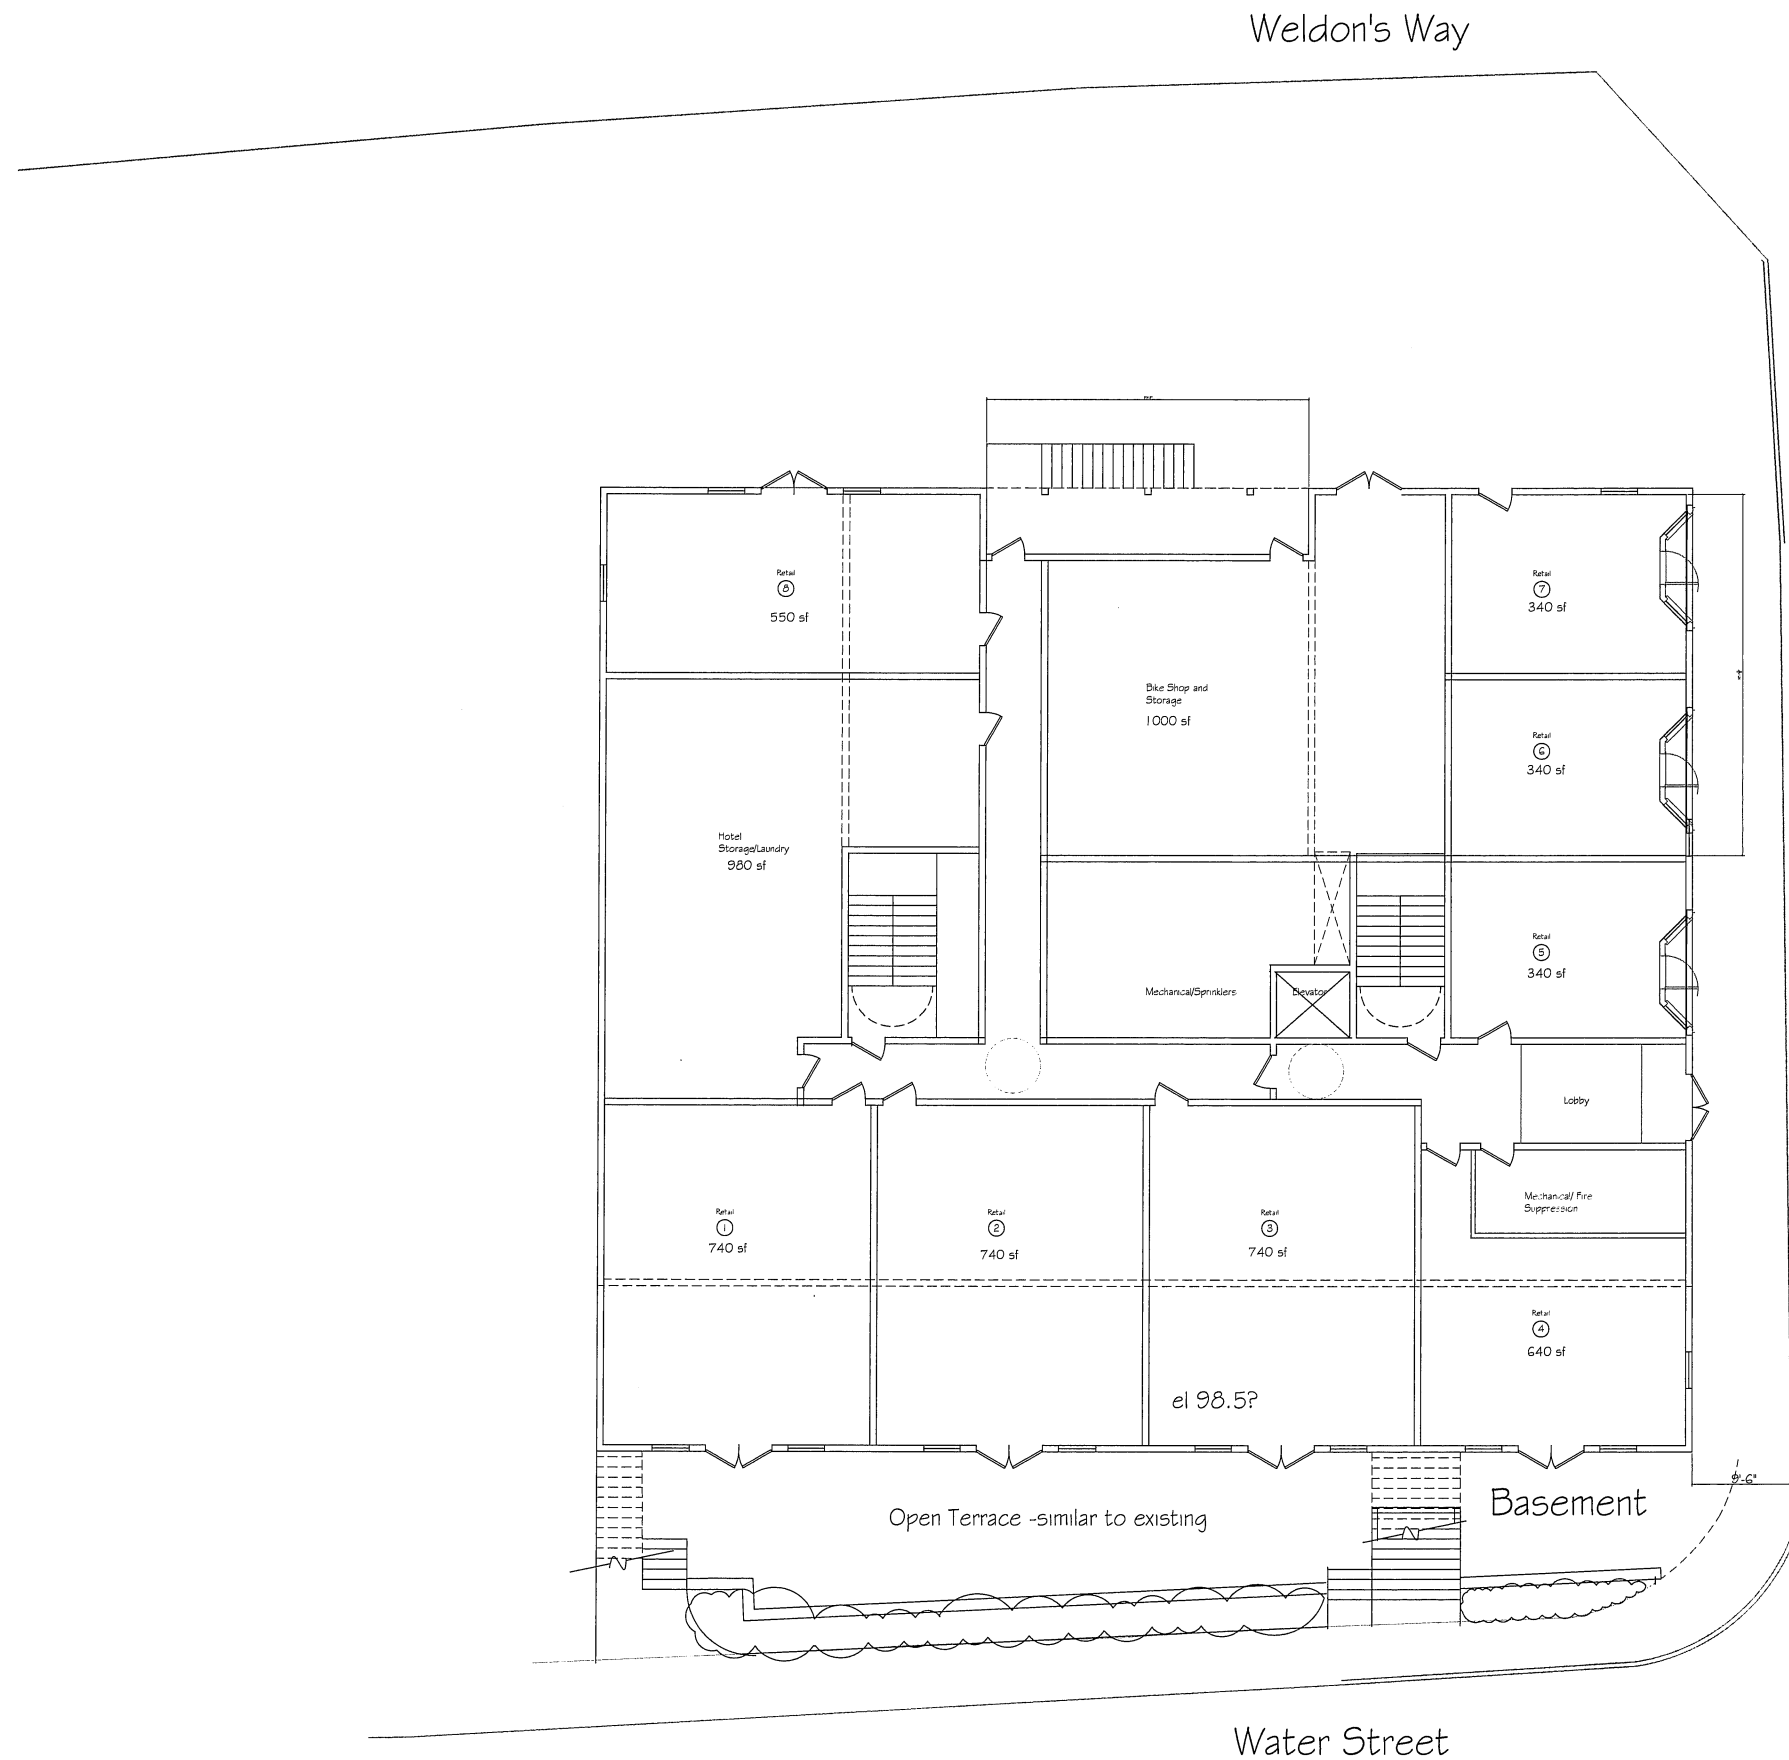 Weldon's Way
Retail
8
550 sf
Retail
7
340 sf
Bike Shop and
Storage
1000 sf
Retail
6
340 sf
Hotel
Storage/Laundry
980 sf
Retail
5
340 sf
Mechanical/Sprinklers
Elevator
Lobby
Mechanical/ Fire
Suppression
Retail
1
740 sf
Retail
2
740 sf
Retail
3
740 sf
Retail
4
640 sf
el 98.5?
9'-6"
Basement
Open Terrace -similar to existing
Water Street